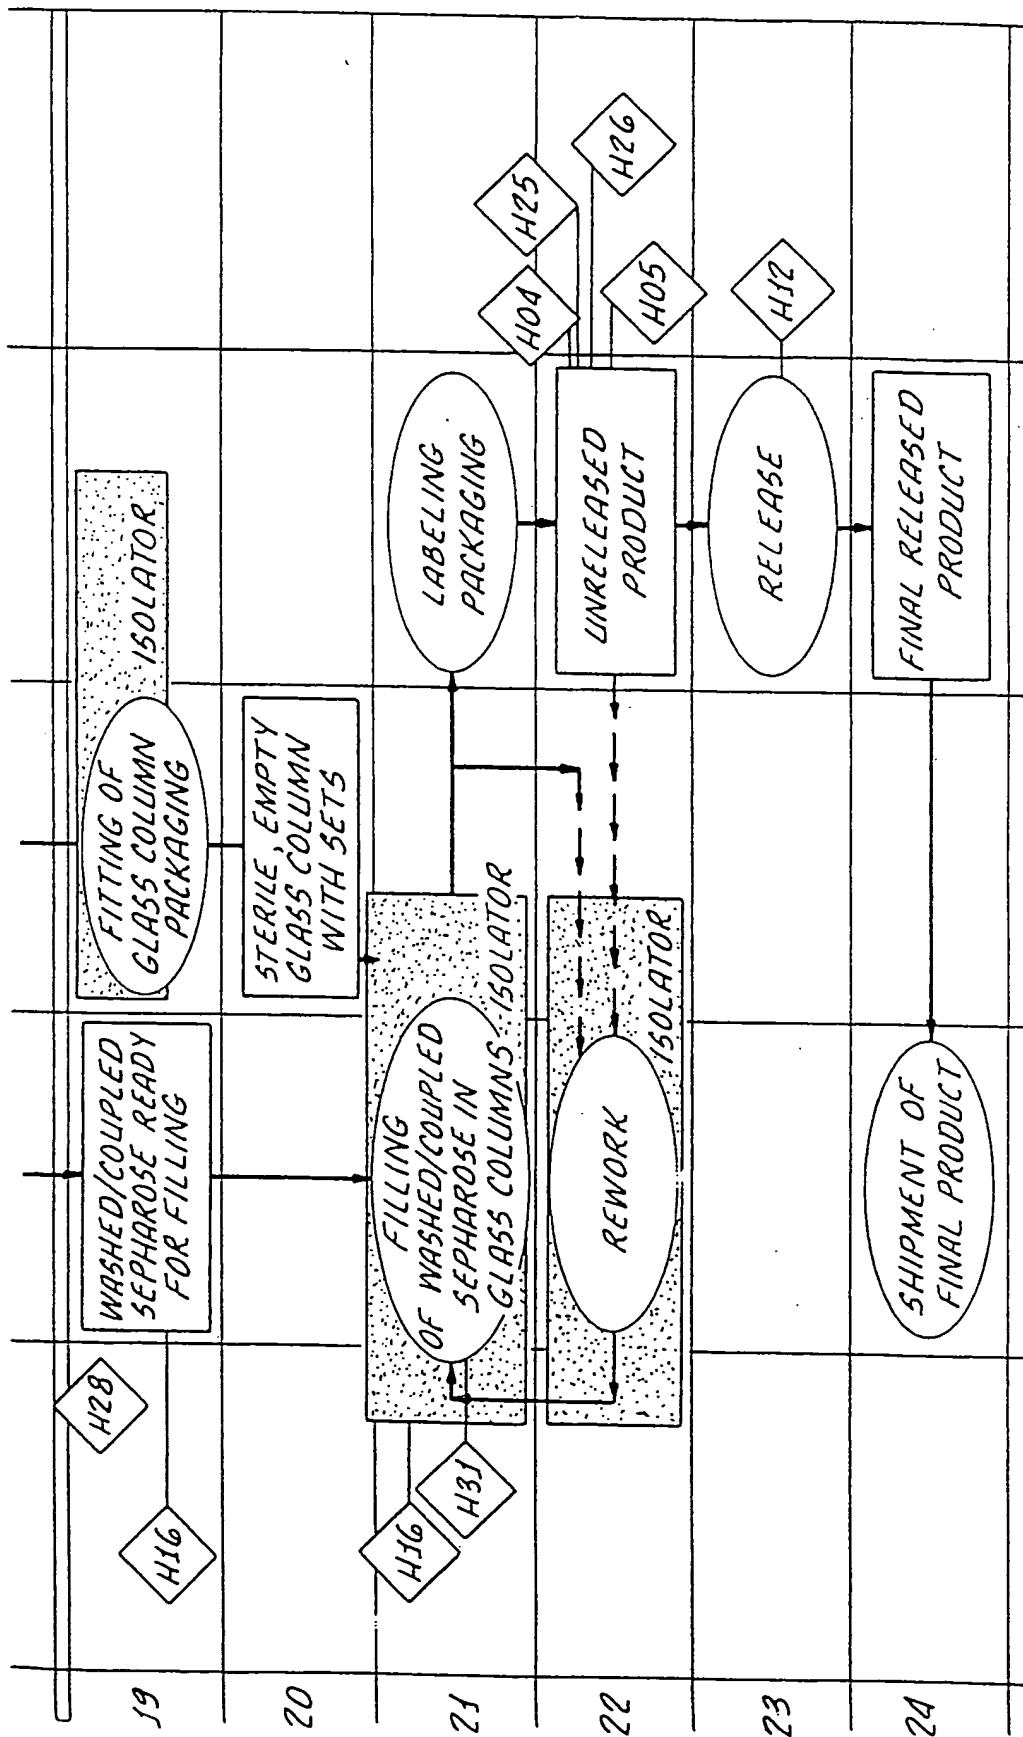 19
H28
H16
WASHED/COUPLED
SEPHAROSE READY
FOR FILLING
FITTING OF
GLASS COLUMN
PACKAGING
ISOLATOR
20
STERILE, EMPTY
GLASS COLUMN
WITH SETS
21
H16
H31
FILLING
OF WASHED/COUPLED
SEPHAROSE IN
GLASS COLUMNS
ISOLATOR
LABELING
PACKAGING
22
REWORK
ISOLATOR
UNRELEASED
PRODUCT
H04
H25
H26
H05
23
RELEASE
H12
24
SHIPMENT OF
FINAL PRODUCT
FINAL RELEASED
PRODUCT